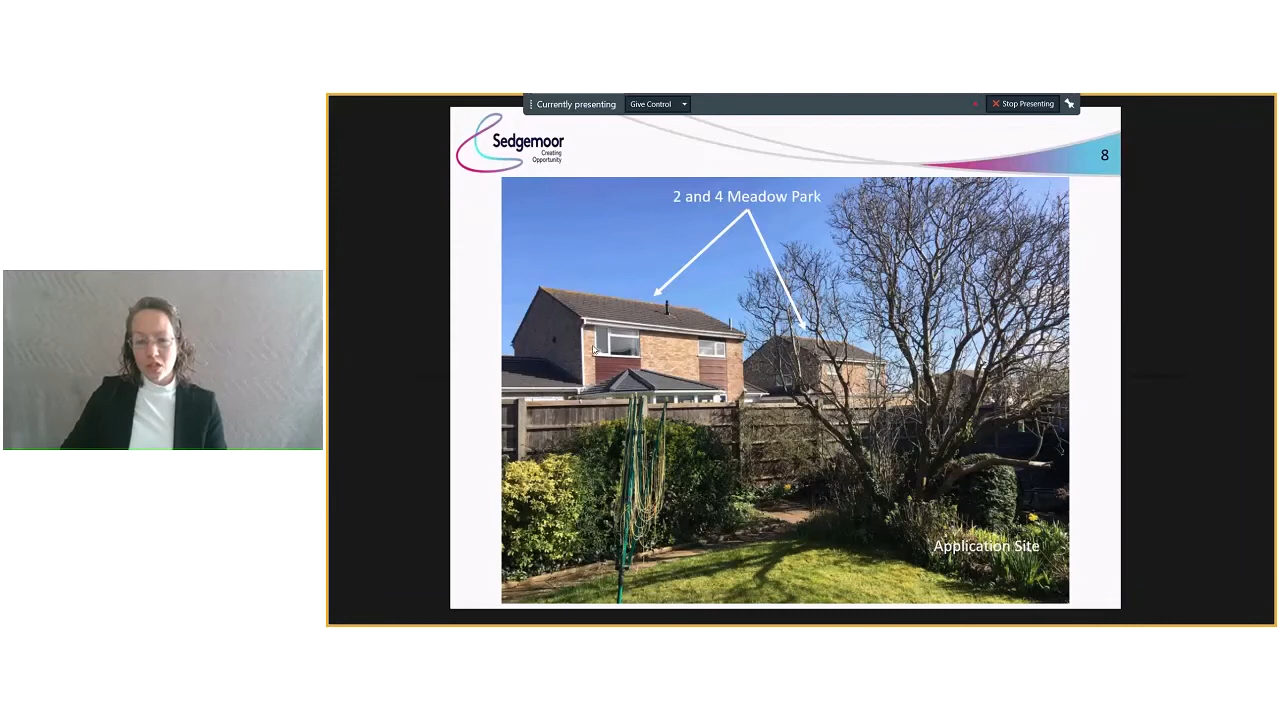 Currently presenting
Give Control
Stop Presenting
Sedgemoor
Creating
Opportunity
8
2 and 4 Meadow Park
Application Site